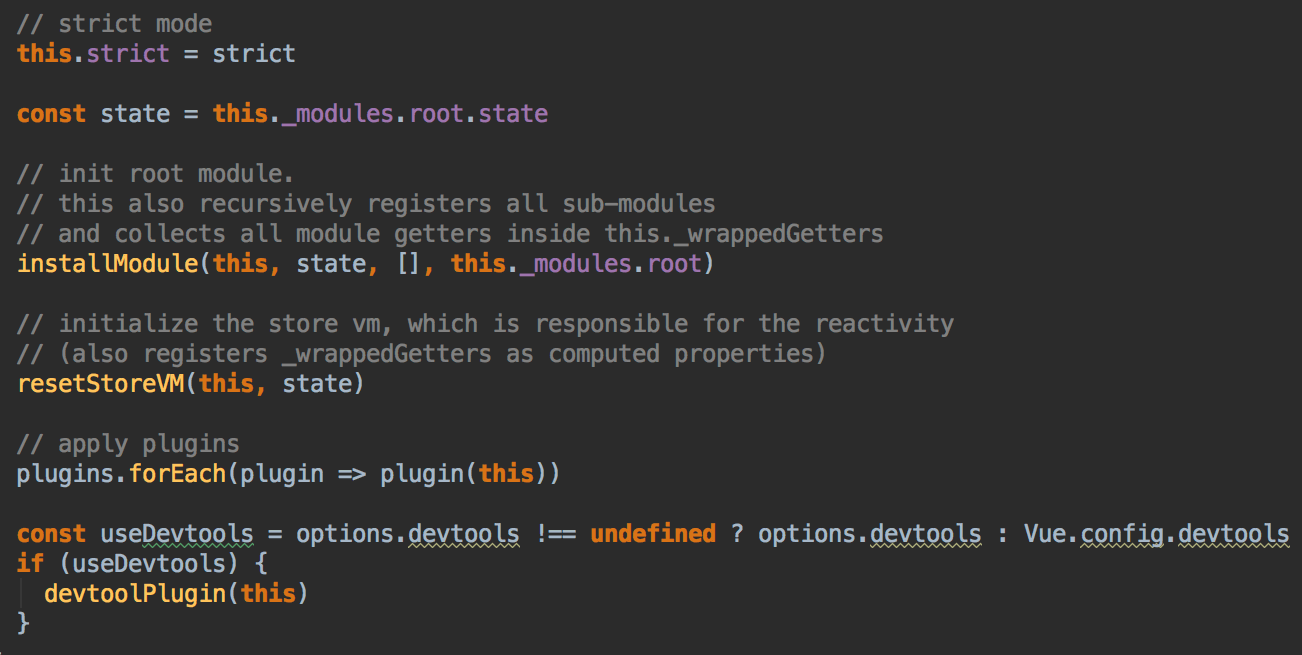 // strict mode
this.strict = strict
const state = this._modules.root.state
// init root module.
// this also recursively registers all sub-modules
// and collects all module getters inside this._wrappedGetters
installModule(this, state, [], this._modules.root)
// initialize the store vm, which is responsible for the reactivity
// (also registers _wrappedGetters as computed properties)
resetStoreVM(this, state)
// apply plugins
plugins.forEach(plugin => plugin(this))
const useDevtools = options.devtools !== undefined ? options.devtools : Vue.config.devtools
if (useDevtools) {
  devtoolPlugin(this)
}